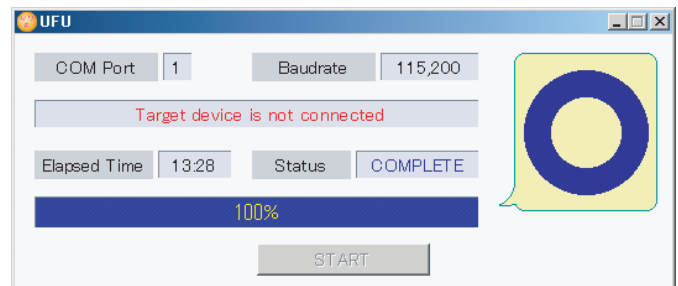 UFU
COM Port 1 Baudrate 115,200
Target device is not connected
Elapsed Time 13:28 Status COMPLETE
100%
START